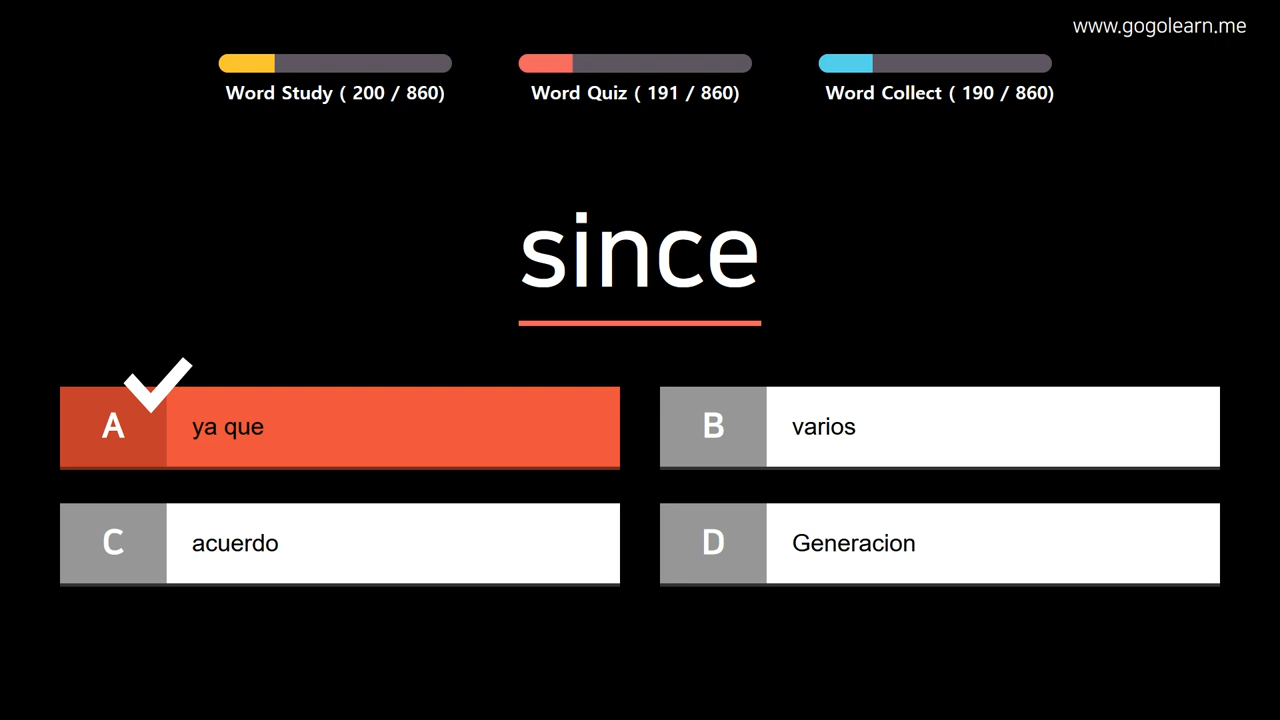 www.gogolearn.me
Word Study ( 200 / 860)
Word Quiz ( 191 / 860)
Word Collect ( 190 / 860)
since
A
ya que
B
varios
C
acuerdo
D
Generacion